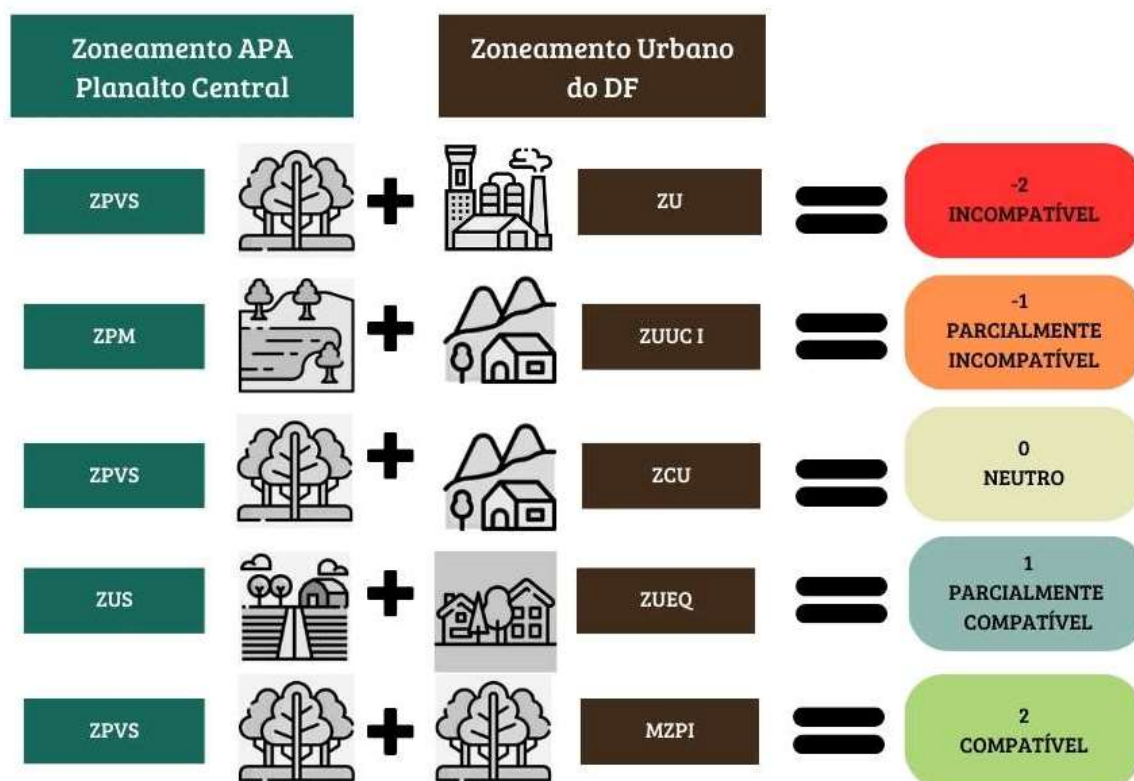 Zoneamento APA
Planalto Central
Zoneamento Urbano
do DF
ZPVS
ZU
-2
INCOMPATÍVEL
ZPM
ZUUC I
-1
PARCIALMENTE
INCOMPATÍVEL
ZPVS
ZCU
0
NEUTRO
ZUS
ZUEQ
1
PARCIALMENTE
COMPATÍVEL
ZPVS
MZPI
2
COMPATÍVEL